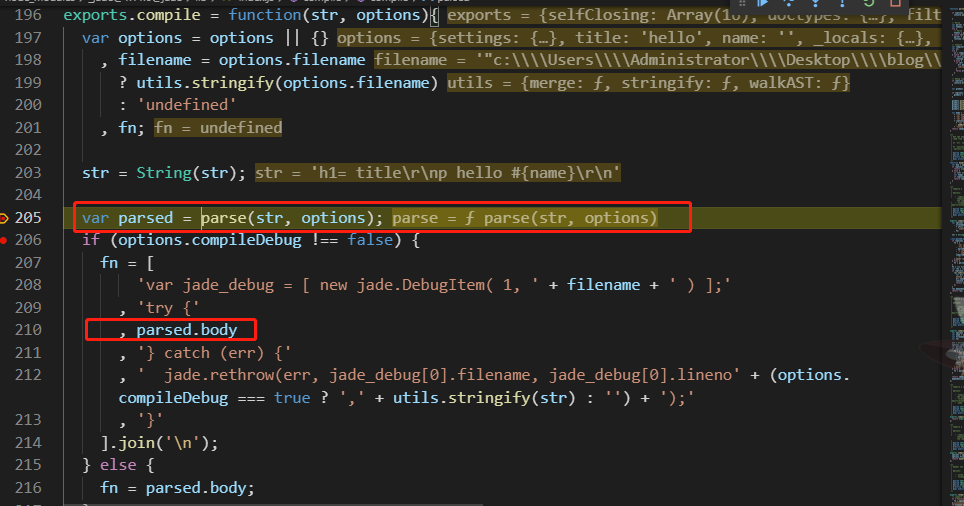 196 exports.compile = function(str, options){ exports = {selfClosing: Array(16), doctypes: {…}, filt
197 var options = options || {} options = {settings: {…}, title: 'hello', name: '', _locals: {…},
198 , filename = options.filename filename = '"c:\\\\Users\\\\Administrator\\\\Desktop\\\\blog\\
199 ? utils.stringify(options.filename) utils = {merge: ƒ, stringify: ƒ, walkAST: ƒ}
200 : 'undefined'
201 , fn; fn = undefined
202
203 str = String(str); str = 'h1= title\r\np hello #{name}\r\n'
204
205 var parsed = parse(str, options); parse = ƒ parse(str, options)
206 if (options.compileDebug !== false) {
207 fn = [
208 'var jade_debug = [ new jade.DebugItem( 1, ' + filename + ' ) ];'
209 , 'try {'
210 , parsed.body
211 , '} catch (err) {'
212 , '  jade.rethrow(err, jade_debug[0].filename, jade_debug[0].lineno' + (options.
compileDebug === true ? ',' + utils.stringify(str) : '') + ');'
213 , '}'
214 ].join('\n');
215 } else {
216 fn = parsed.body;